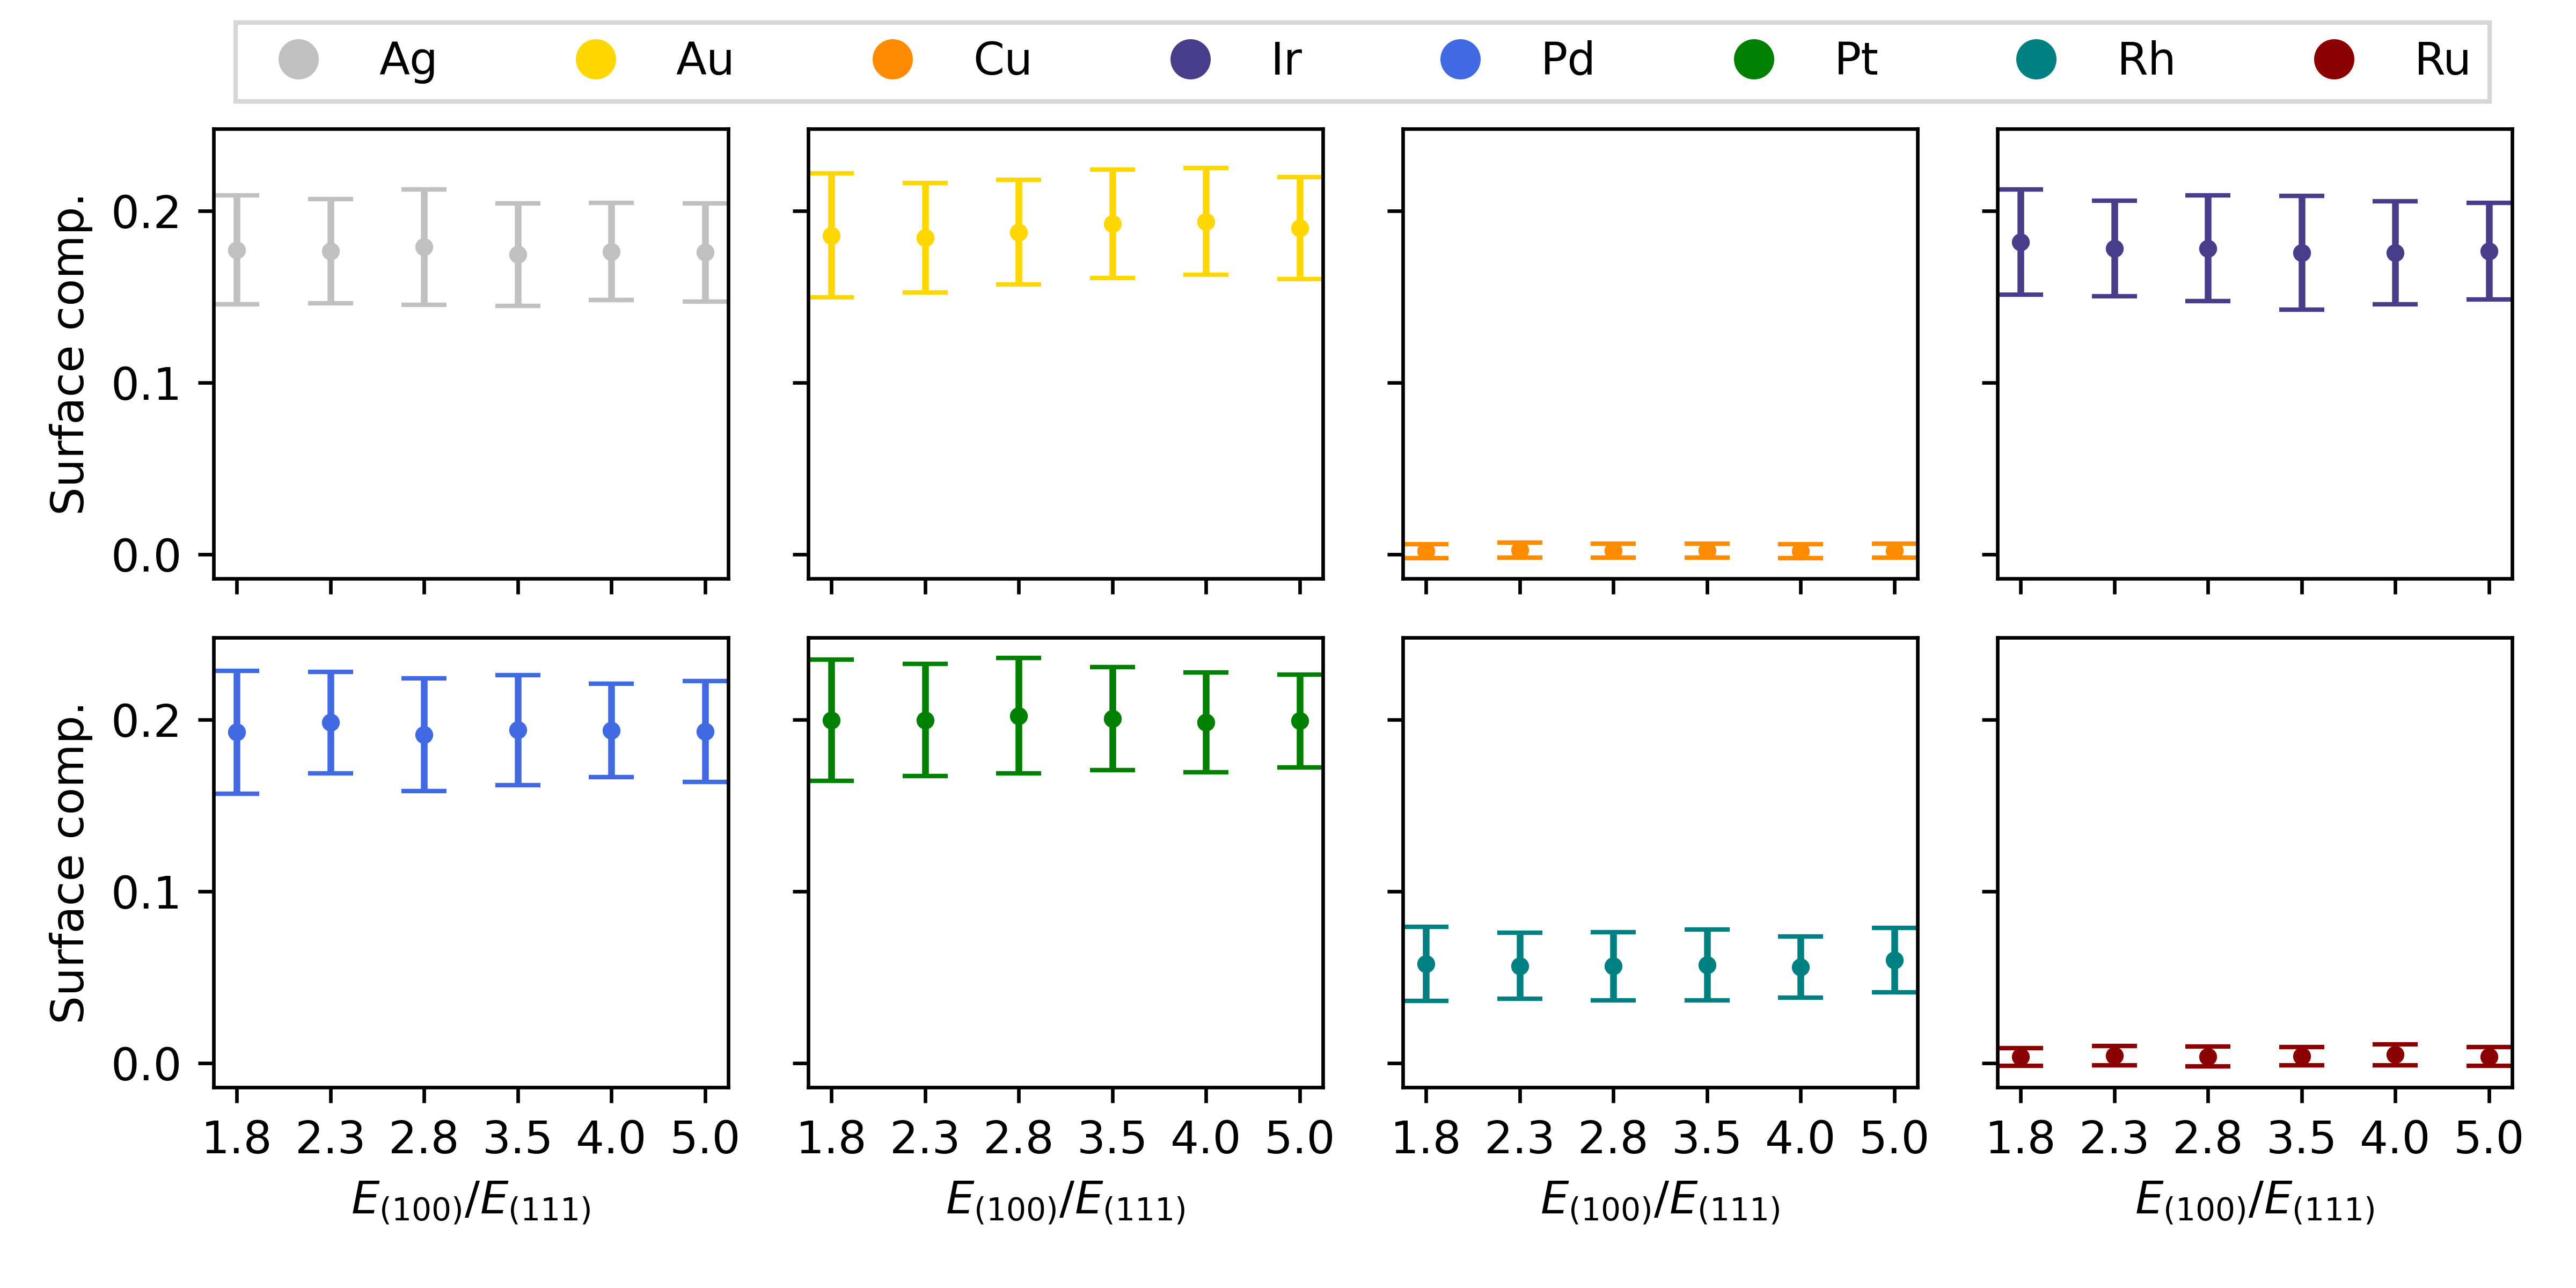 Ag Au Cu Ir Pd Pt Rh Ru
Surface comp.
0.2
0.1
0.0
Surface comp.
0.2
0.1
0.0
1.8 2.3 2.8 3.5 4.0 5.0 1.8 2.3 2.8 3.5 4.0 5.0 1.8 2.3 2.8 3.5 4.0 5.0 1.8 2.3 2.8 3.5 4.0 5.0
E(100)/E(111) E(100)/E(111) E(100)/E(111) E(100)/E(111)